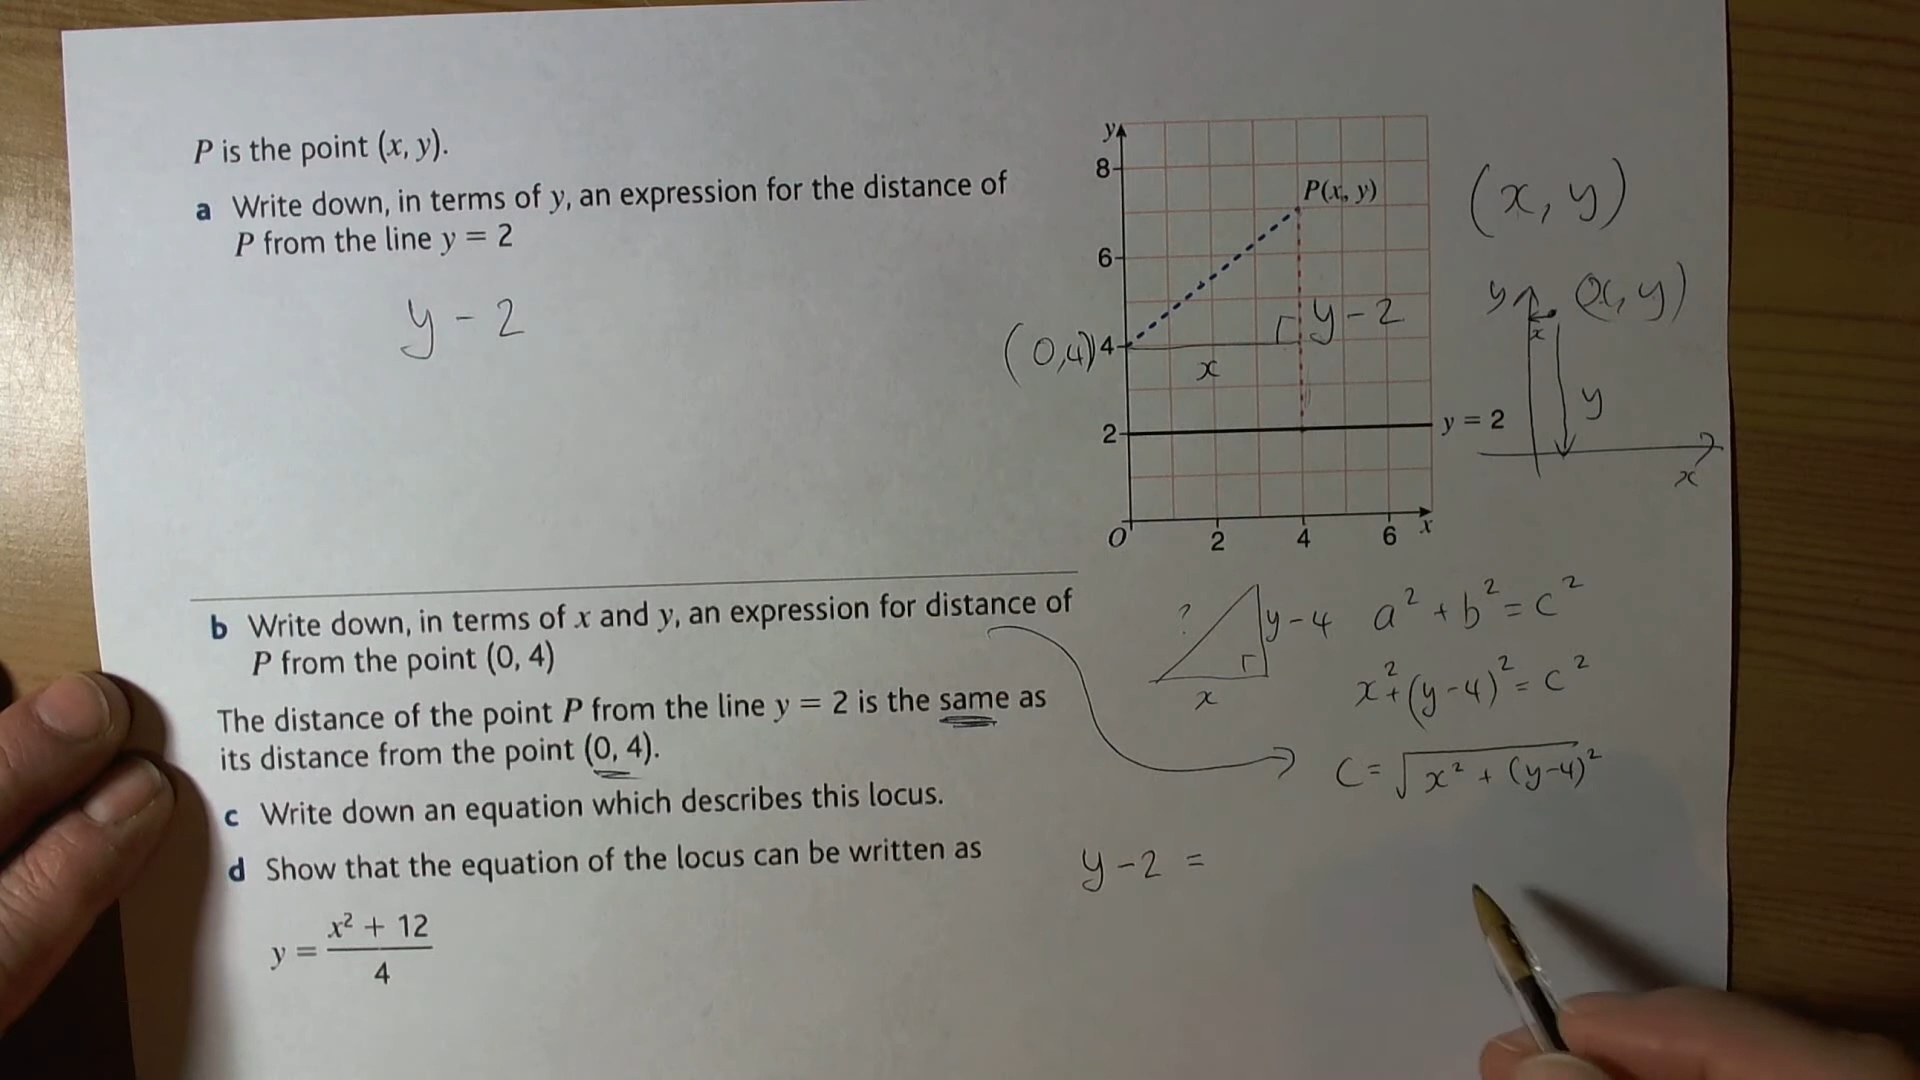 P is the point (x, y).
a Write down, in terms of y, an expression for the distance of
P from the line y = 2
y - 2
y
8
P(x, y)
6
(0,4) 4
y - 2
x
2
y = 2
O 2 4 6 x
(x, y)
y (x, y)
x
y
x
b Write down, in terms of x and y, an expression for distance of
P from the point (0, 4)
The distance of the point P from the line y = 2 is the same as
its distance from the point (0, 4).
c Write down an equation which describes this locus.
d Show that the equation of the locus can be written as
y = x² + 12 / 4
? y - 4
x
a² + b² = c²
x² + (y - 4)² = c²
C = √x² + (y-4)²
y - 2 =